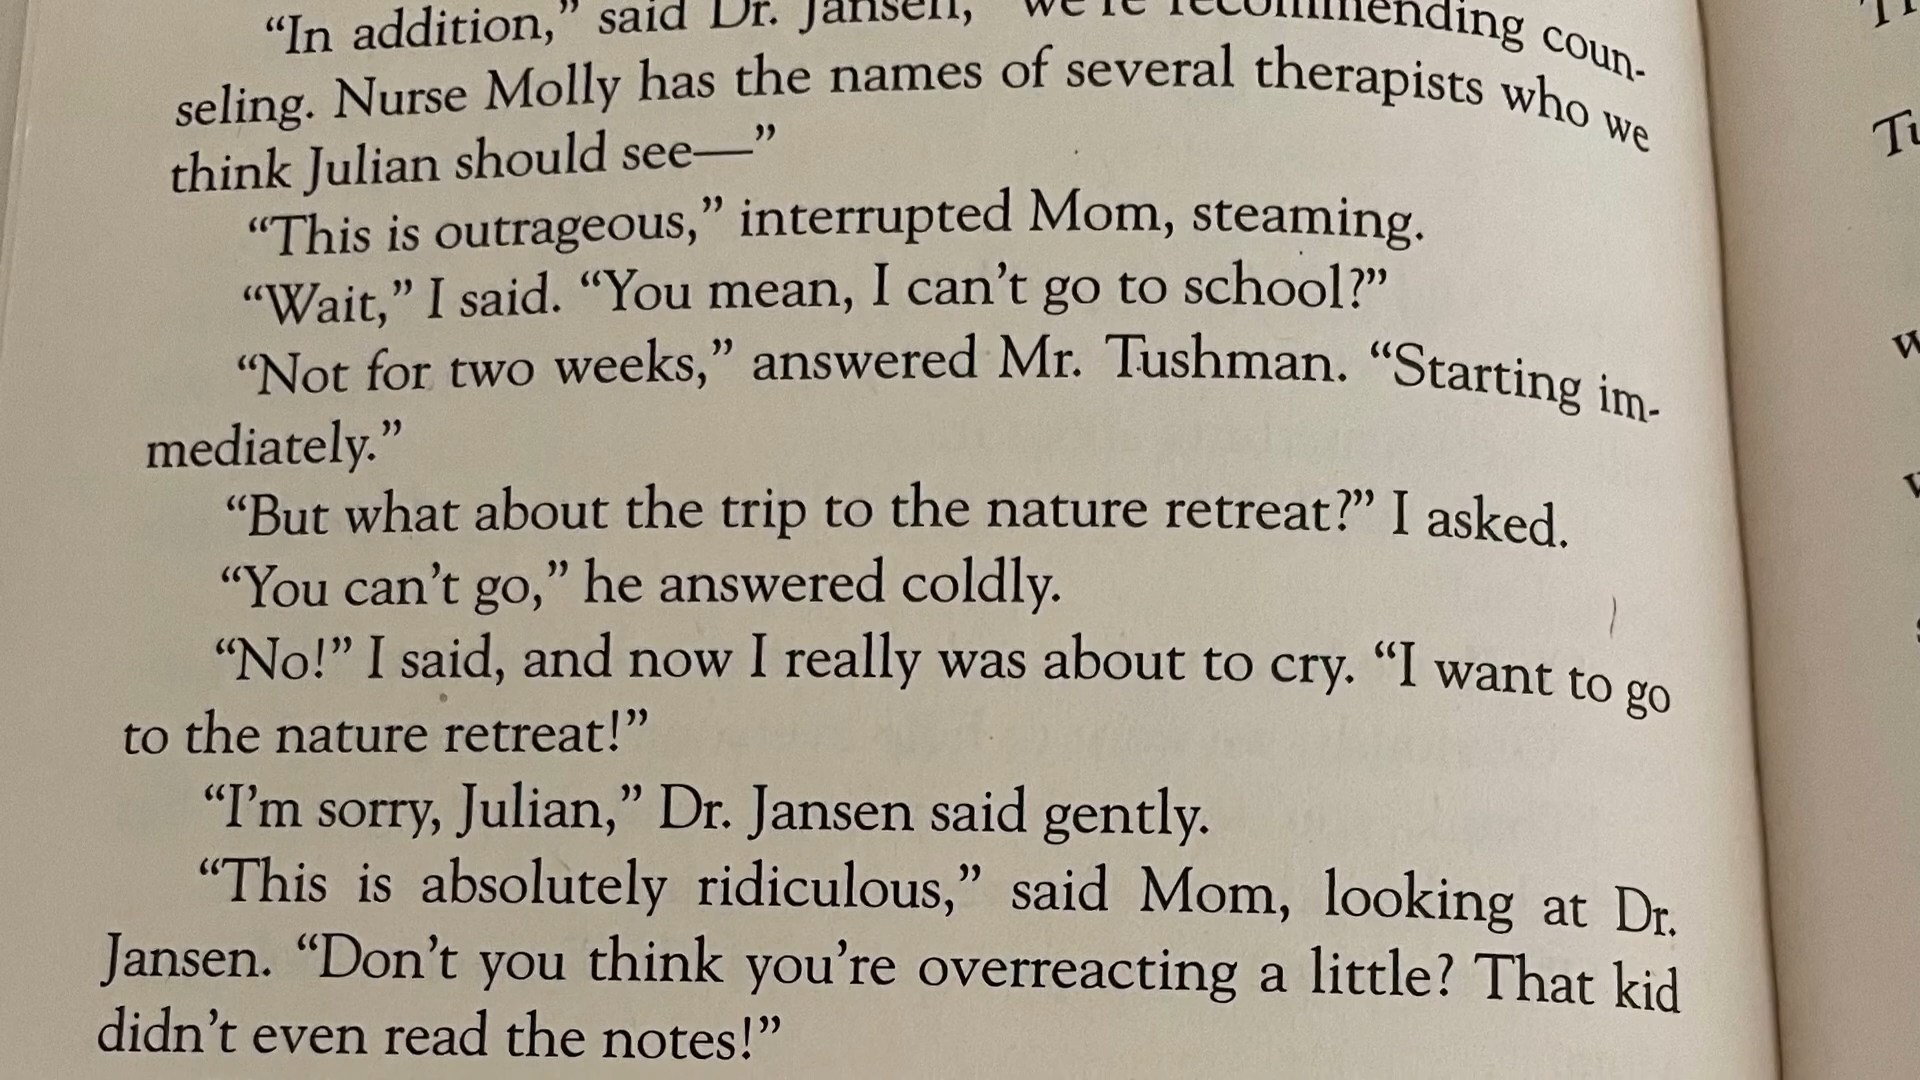 “In addition,” said Dr. Jansen, “we’re recommending coun-
seling. Nurse Molly has the names of several therapists who we
think Julian should see—”
“This is outrageous,” interrupted Mom, steaming.
“Wait,” I said. “You mean, I can’t go to school?”
“Not for two weeks,” answered Mr. Tushman. “Starting im-
mediately.”
“But what about the trip to the nature retreat?” I asked.
“You can’t go,” he answered coldly.
“No!” I said, and now I really was about to cry. “I want to go
to the nature retreat!”
“I’m sorry, Julian,” Dr. Jansen said gently.
“This is absolutely ridiculous,” said Mom, looking at Dr.
Jansen. “Don’t you think you’re overreacting a little? That kid
didn’t even read the notes!”